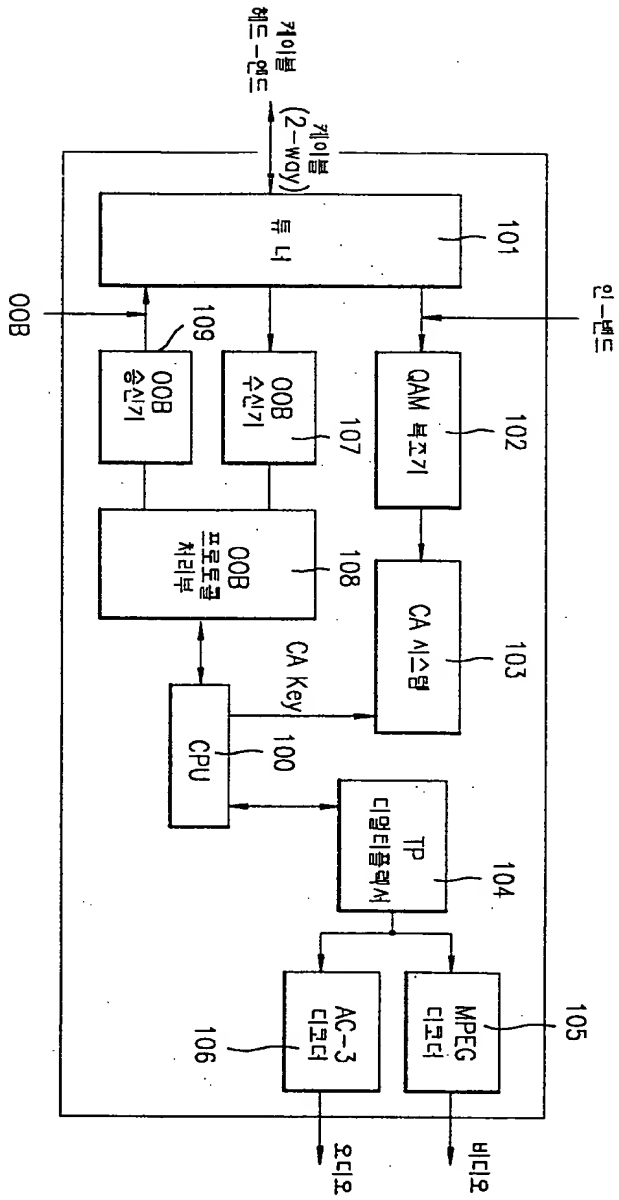 케이블
헤드-엔드
케이블
(2-way)
튜너
101
인-밴드
QAM 복조기
102
CA 시스템
103
OOB
수신기
107
OOB
송신기
109
OOB
OOB
프로토콜
처리부
108
CA Key
CPU
100
TP
디멀티플렉서
104
MPEG
디코더
105
AC-3
디코더
106
비디오
오디오